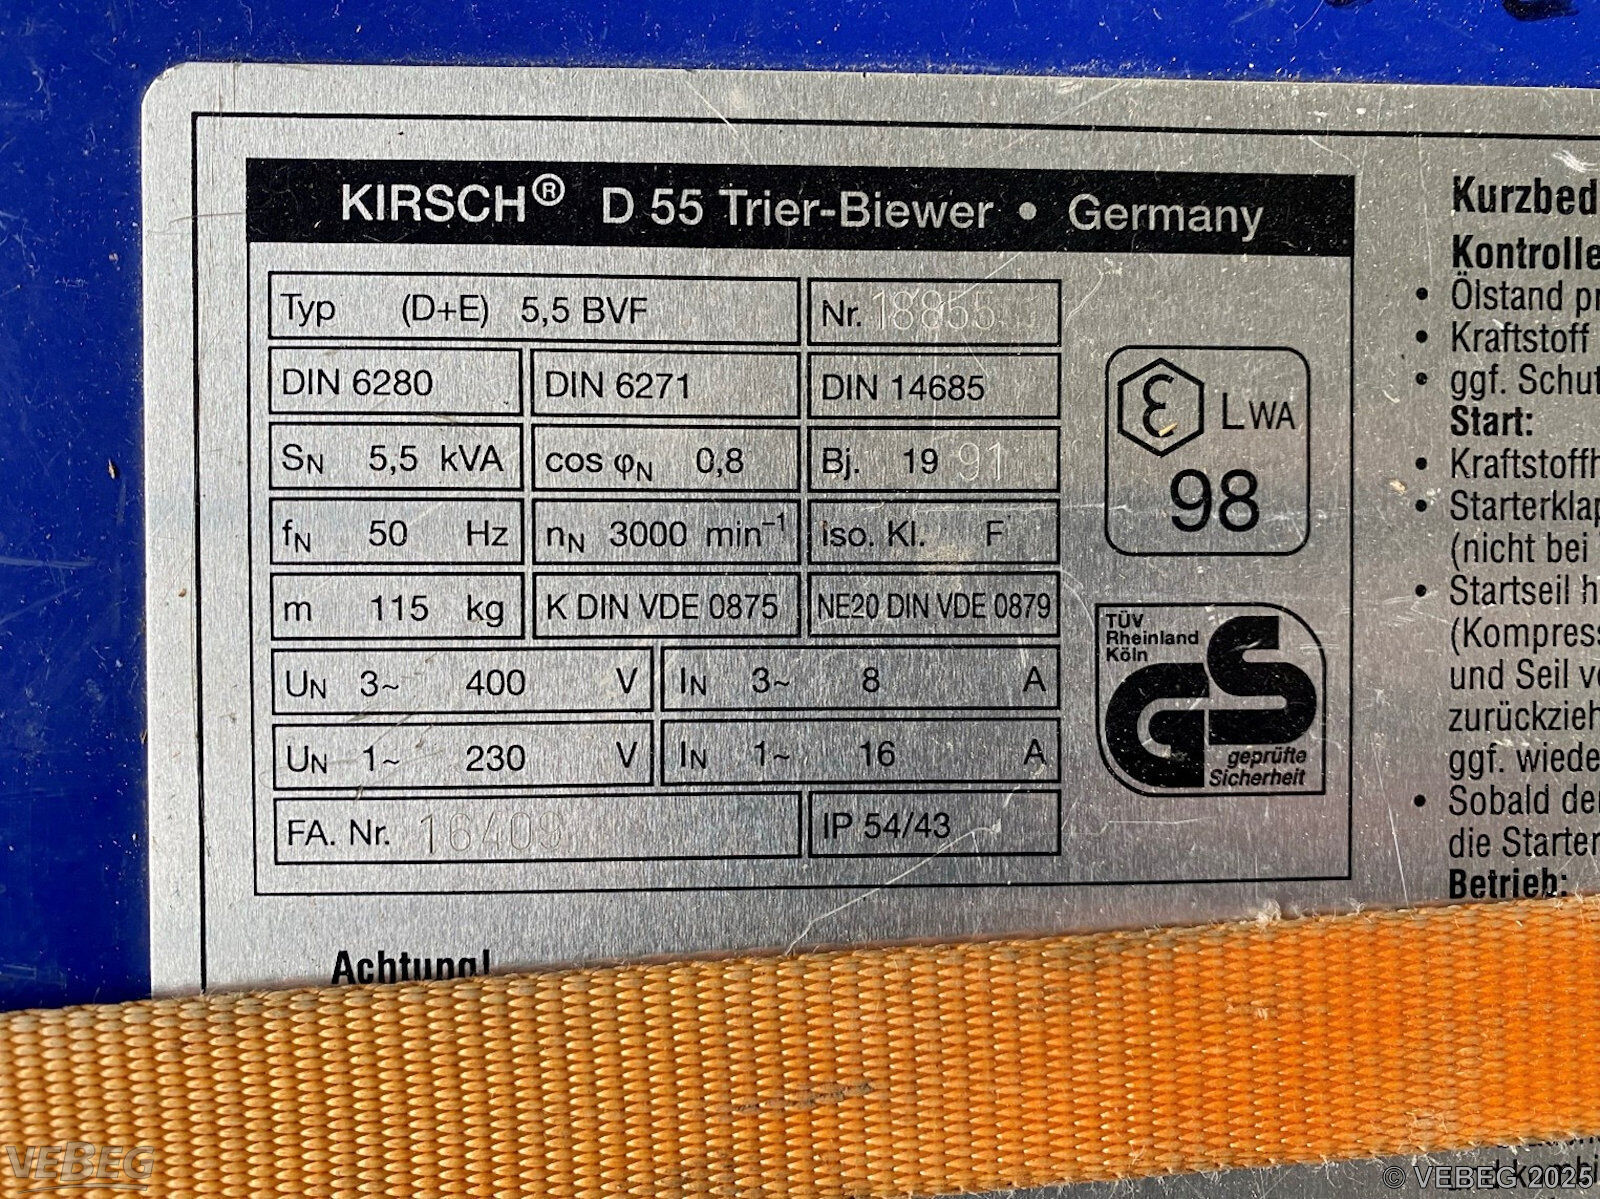 KIRSCH® D 55 Trier-Biewer • Germany
Typ (D+E) 5,5 BVF Nr. 18855
DIN 6280 DIN 6271 DIN 14685
SN 5,5 kVA cos φN 0,8 Bj. 19 91
fN 50 Hz nN 3000 min⁻¹ iso. Kl. F
m 115 kg K DIN VDE 0875 NE20 DIN VDE 0879
UN 3~ 400 V IN 3~ 8 A
UN 1~ 230 V IN 1~ 16 A
FA. Nr. 16409 IP 54/43
ε LWA
98
TÜV
Rheinland
Köln
GS
geprüfte
Sicherheit
Achtung!
Kurzbed
Kontrolle
• Ölstand pr
• Kraftstoff
• ggf. Schut
Start:
• Kraftstoffh
• Starterklap
(nicht bei
• Startseil h
(Kompress
und Seil v
zurückzieh
ggf. wiede
• Sobald de
die Starter
Betrieb:
VEBEG
© VEBEG 2025